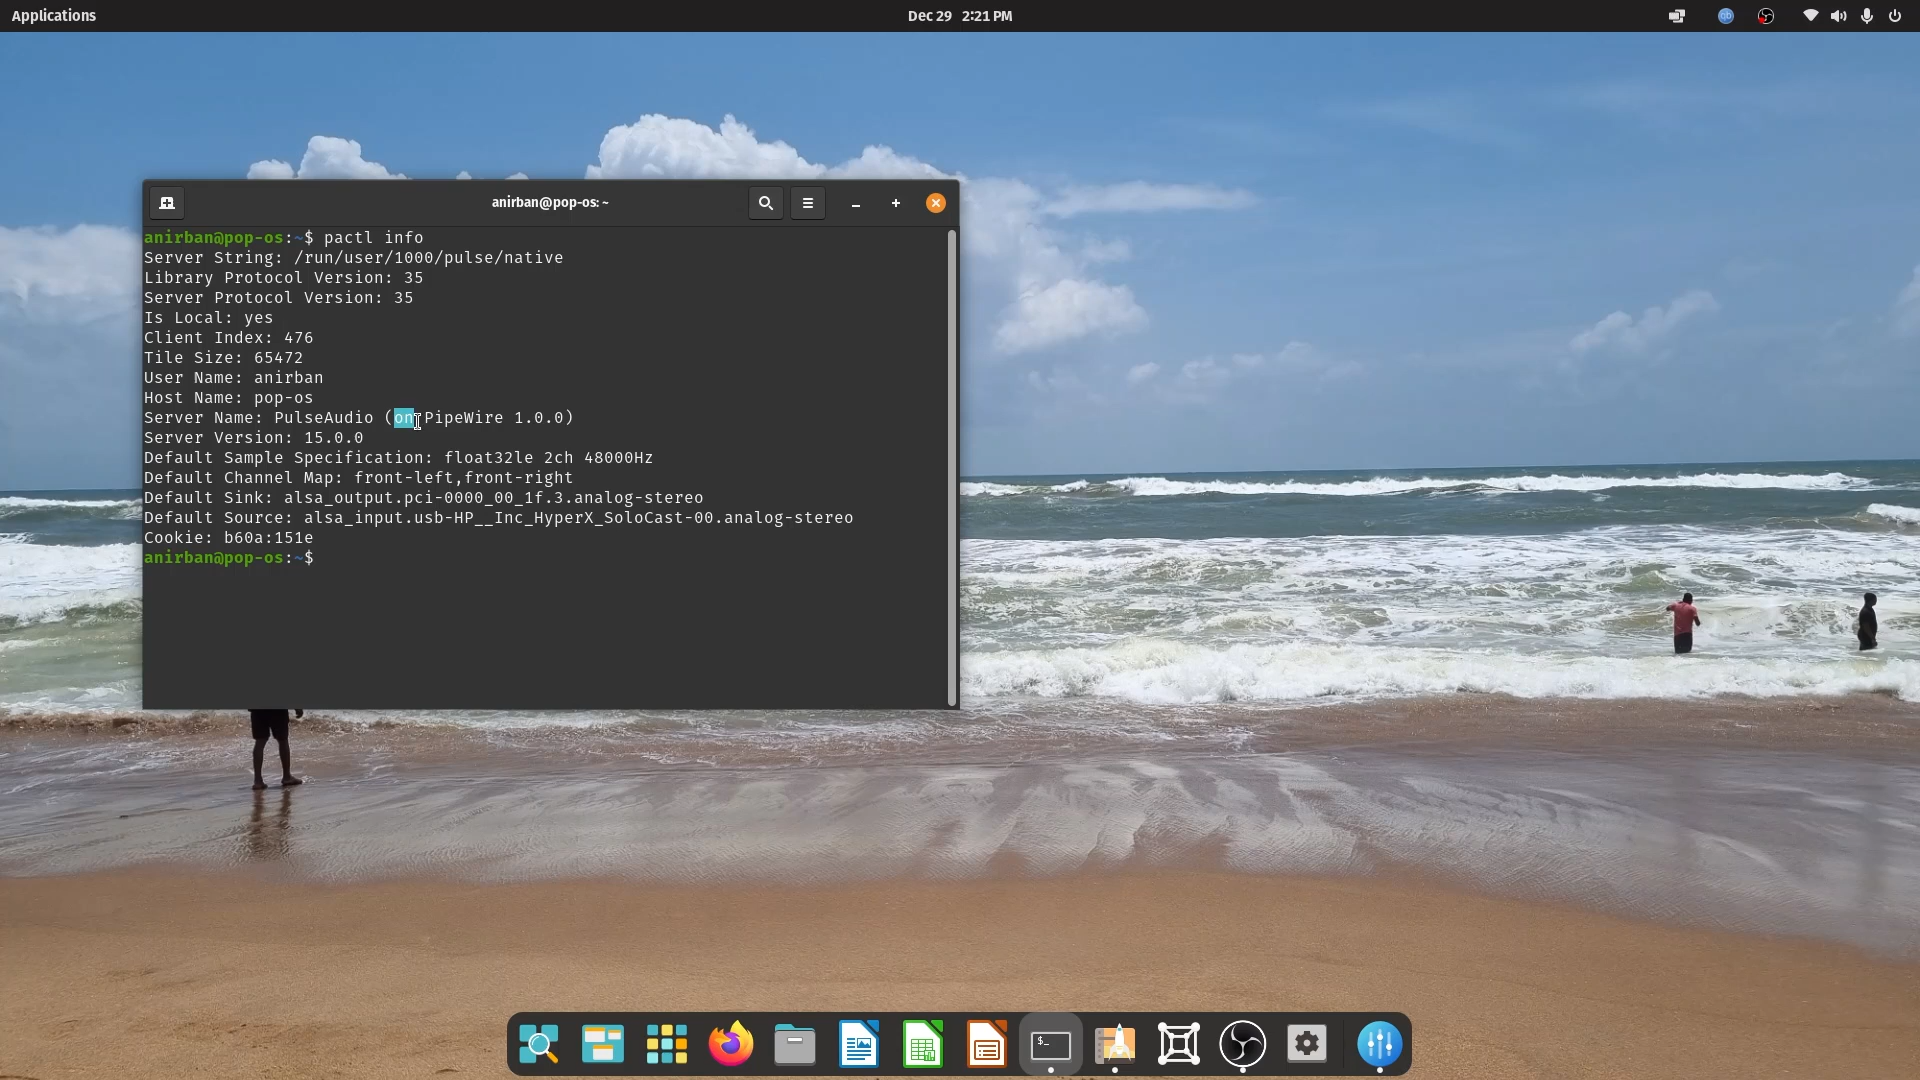 Applications
Dec 29 2:21 PM
anirban@pop-os: ~
anirban@pop-os:~$ pactl info
Server String: /run/user/1000/pulse/native
Library Protocol Version: 35
Server Protocol Version: 35
Is Local: yes
Client Index: 476
Tile Size: 65472
User Name: anirban
Host Name: pop-os
Server Name: PulseAudio (on PipeWire 1.0.0)
Server Version: 15.0.0
Default Sample Specification: float32le 2ch 48000Hz
Default Channel Map: front-left,front-right
Default Sink: alsa_output.pci-0000_00_1f.3.analog-stereo
Default Source: alsa_input.usb-HP__Inc_HyperX_SoloCast-00.analog-stereo
Cookie: b60a:151e
anirban@pop-os:~$